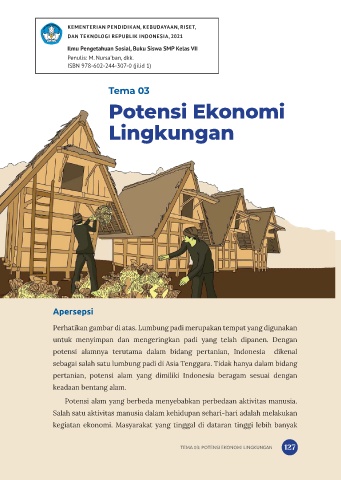 KEMENTERIAN PENDIDIKAN, KEBUDAYAAN, RISET,
DAN TEKNOLOGI REPUBLIK INDONESIA, 2021
Ilmu Pengetahuan Sosial, Buku Siswa SMP Kelas VII
Penulis: M. Nursa'ban, dkk.
ISBN 978-602-244-307-0 (jilid 1)
Tema 03
Potensi Ekonomi
Lingkungan
Apersepsi
Perhatikan gambar di atas. Lumbung padi merupakan temput yang digunakan
untuk menyimpan dan mengeringkan padi yang telah dipanen. Dengan
potensi alamnya terutama dalam bidang pertanian, Indonesia dikenal
sebagai salah satu lumbung padi di Asia Tenggara. Tidak hanya dalam bidang
pertanian, potensi alam yang dimiliki Indonesia beragam sesuai dengan
keadaan bentang alam.
Potensi alam yang berbeda menyebabkan perbedaan aktivitas manusia.
Salah satu aktivitas manusia dalam kehidupan sehari-hari adalah melakukan
kegiatan ekonomi. Masyarakat yang tinggal di dataran tinggi lebih banyak
TEMA 03: POTENSI EKONOMI LINGKUNGAN 127